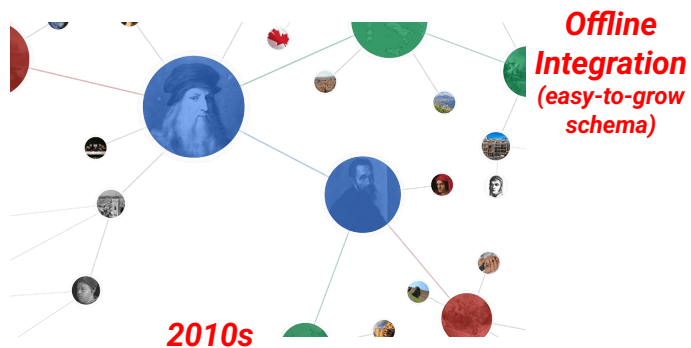 Offline
Integration
(easy-to-grow
schema)
2010s